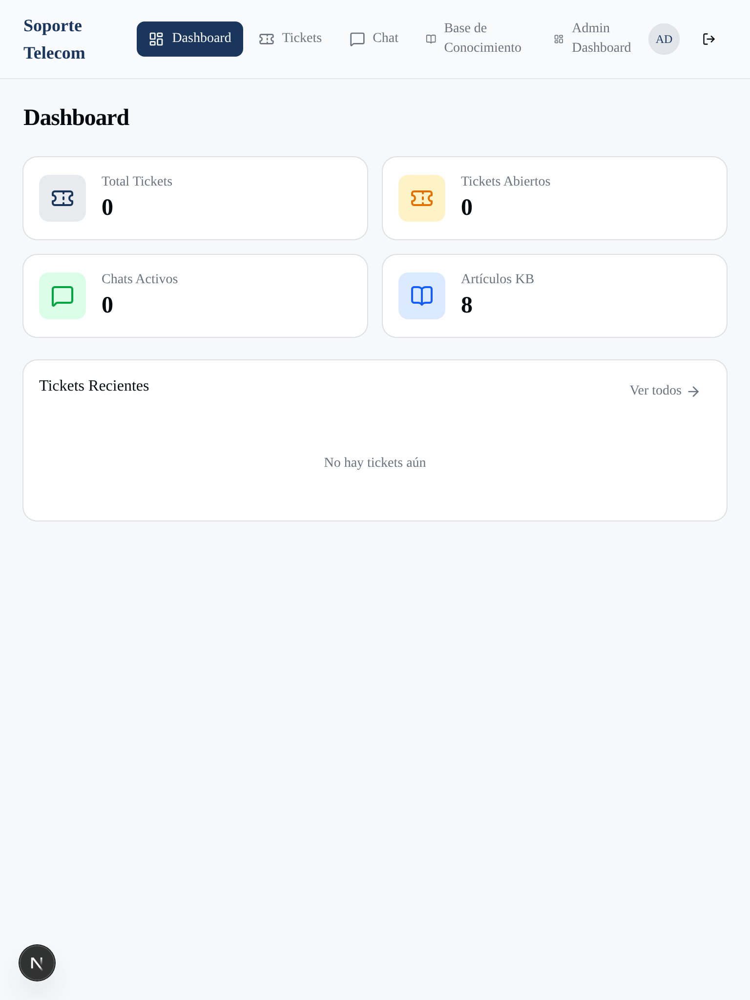 Soporte
Telecom
Dashboard
Tickets
Chat
Base de
Conocimiento
Admin
Dashboard
AD
Dashboard
Total Tickets
0
Tickets Abiertos
0
Chats Activos
0
Artículos KB
8
Tickets Recientes
Ver todos
No hay tickets aún
N